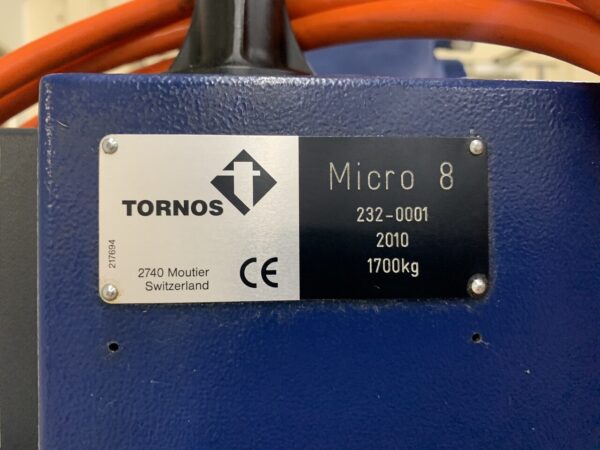 TORNOS
217694
2740 Moutier
Switzerland
CE
Micro 8
232-0001
2010
1700kg